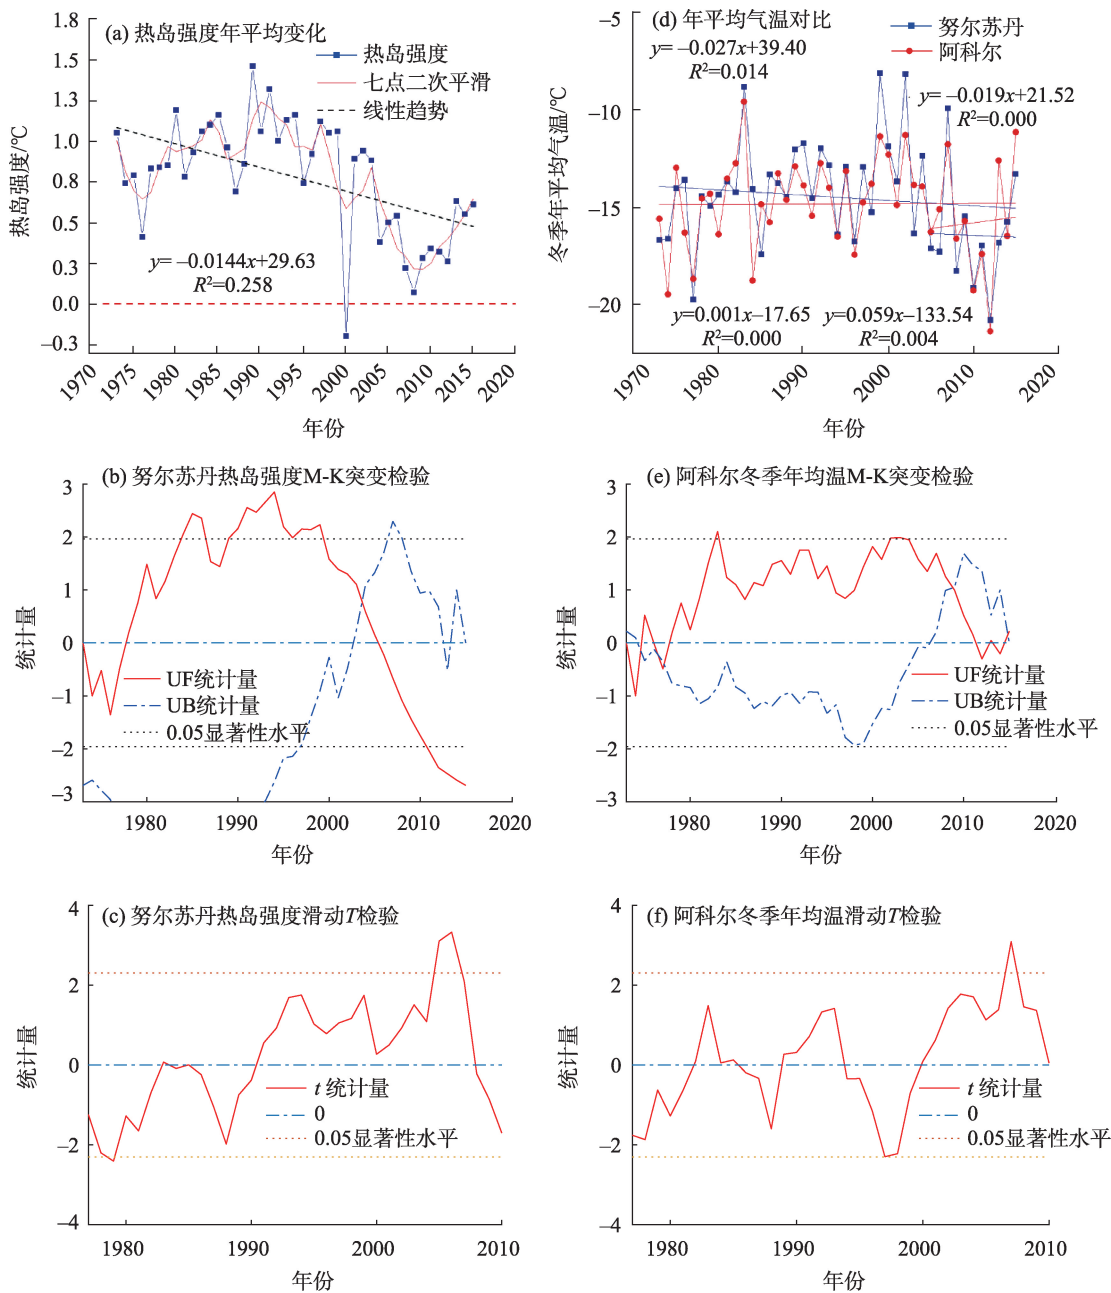 (a) 热岛强度年平均变化
热岛强度
七点二次平滑
线性趋势
1.8
1.5
1.3
1.0
0.8
0.5
0.3
0.0
–0.3
热岛强度/℃
y= –0.0144x+29.63
R²=0.258
1970
1975
1980
1985
1990
1995
2000
2005
2010
2015
2020
年份
(d) 年平均气温对比
努尔苏丹
阿科尔
y= –0.027x+39.40
R²=0.014
y= –0.019x+21.52
R²=0.000
–5
–10
–15
–20
冬季年平均气温/℃
y=0.001x–17.65
R²=0.000
y=0.059x–133.54
R²=0.004
1970
1980
1990
2000
2010
2020
年份
(b) 努尔苏丹热岛强度M-K突变检验
3
2
1
0
–1
–2
–3
统计量
UF统计量
UB统计量
0.05显著性水平
1980
1990
2000
2010
2020
年份
(e) 阿科尔冬季年均温M-K突变检验
3
2
1
0
–1
–2
–3
统计量
UF统计量
UB统计量
0.05显著性水平
1980
1990
2000
2010
2020
年份
(c) 努尔苏丹热岛强度滑动T检验
4
2
0
–2
–4
统计量
t 统计量
0
0.05显著性水平
1980
1990
2000
2010
年份
(f) 阿科尔冬季年均温滑动T检验
4
2
0
–2
–4
统计量
t 统计量
0
0.05显著性水平
1980
1990
2000
2010
年份